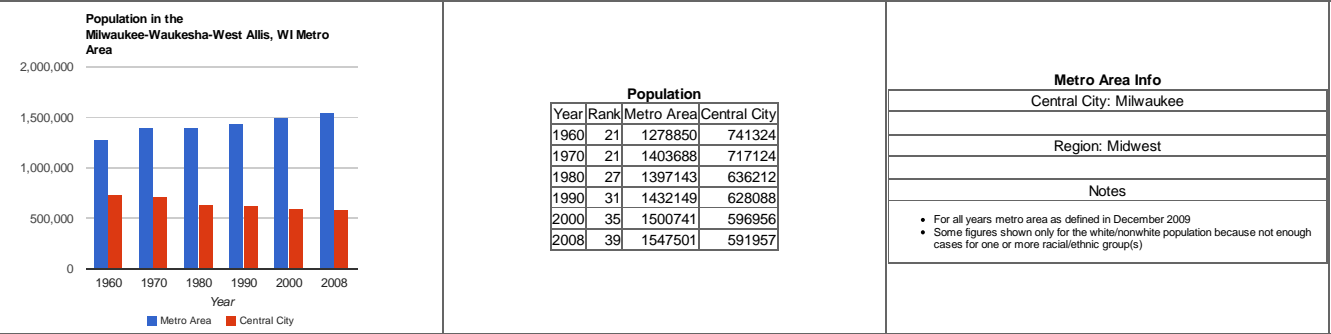 Population in the
Milwaukee-Waukesha-West Allis, WI Metro
Area
2,000,000
1,500,000
1,000,000
500,000
0
1960 1970 1980 1990 2000 2008
Year
Metro Area Central City
Population
Year Rank Metro Area Central City
1960 21 1278850 741324
1970 21 1403688 717124
1980 27 1397143 636212
1990 31 1432149 628088
2000 35 1500741 596956
2008 39 1547501 591957
Metro Area Info
Central City: Milwaukee
Region: Midwest
Notes
• For all years metro area as defined in December 2009
• Some figures shown only for the white/nonwhite population because not enough
cases for one or more racial/ethnic group(s)